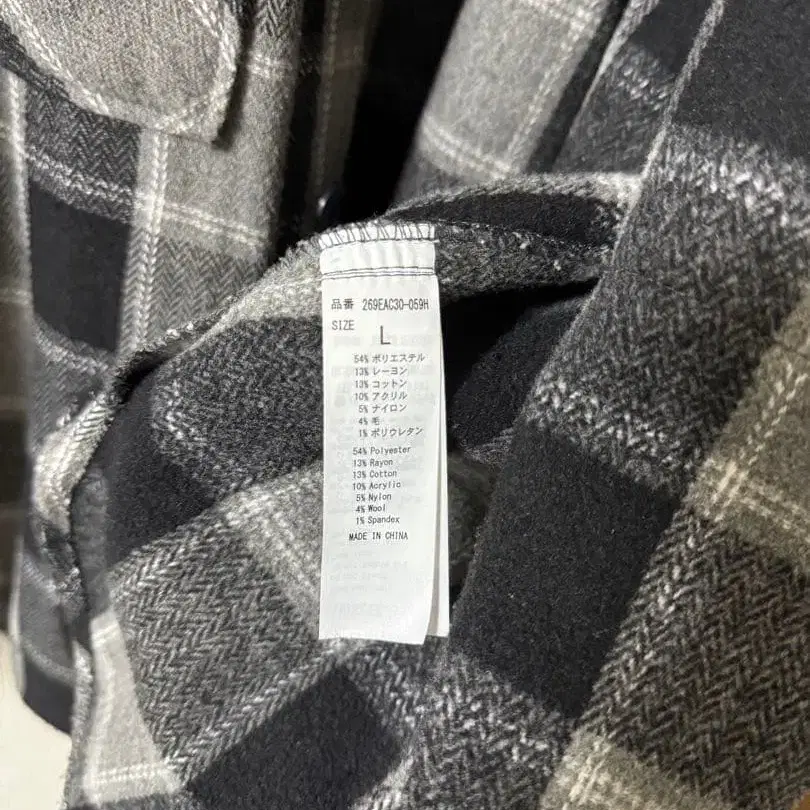 品番 269EAC30-059H
SIZE
L
54% ポリエステル
13% レーヨン
13% コットン
10% アクリル
5% ナイロン
4% 毛
1% ポリウレタン
54% Polyester
13% Rayon
13% Cotton
10% Acrylic
5% Nylon
4% Wool
1% Spandex
MADE IN CHINA